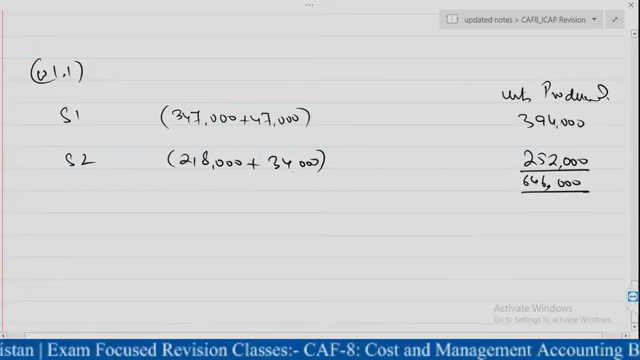 updated notes > CAF8_ICAP Revision
(w1.1)
units Produced.
S1 (347,000+47,000) 394,000
S2 (218,000 + 34,000) 252,000
646,000
Activate Windows
Go to Settings to activate Windows.
istan | Exam Focused Revision Classes:- CAF-8: Cost and Management Accounting B